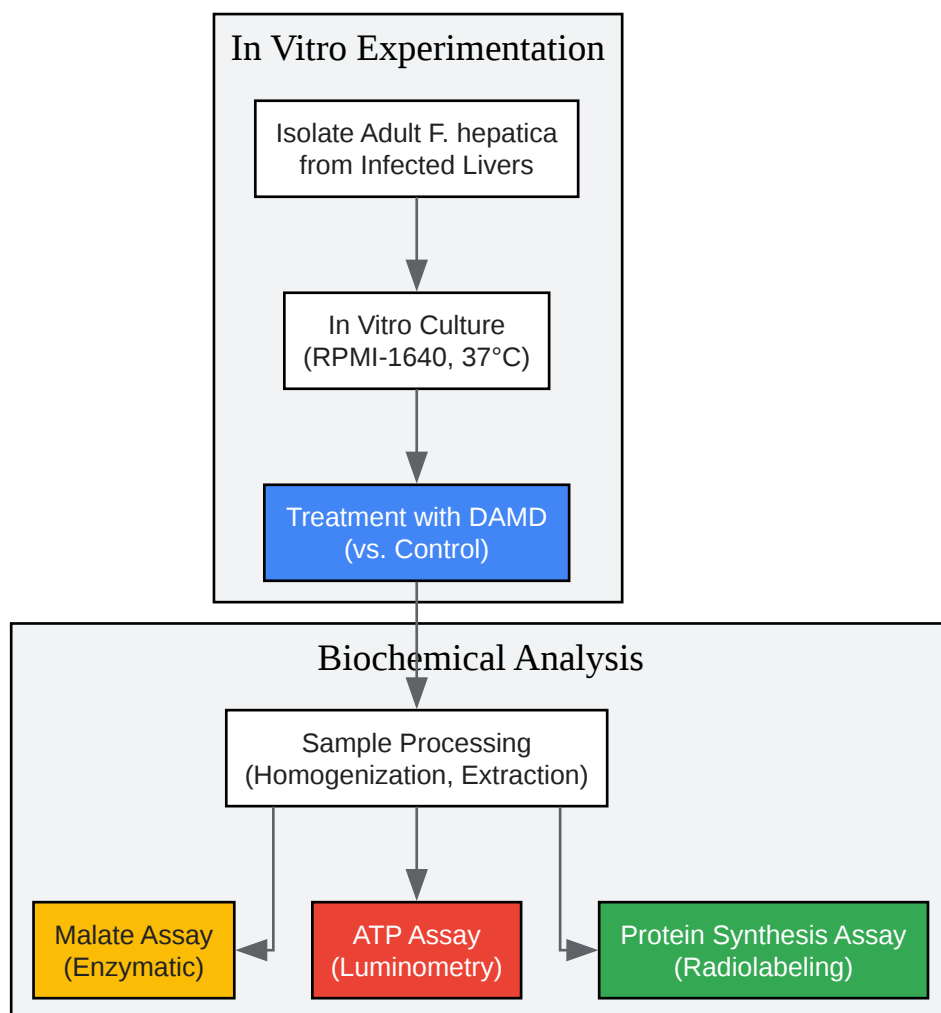 In Vitro Experimentation
Isolate Adult F. hepatica
from Infected Livers
In Vitro Culture
(RPMI-1640, 37°C)
Treatment with DAMD
(vs. Control)
Biochemical Analysis
Sample Processing
(Homogenization, Extraction)
Malate Assay
(Enzymatic)
ATP Assay
(Luminometry)
Protein Synthesis Assay
(Radiolabeling)